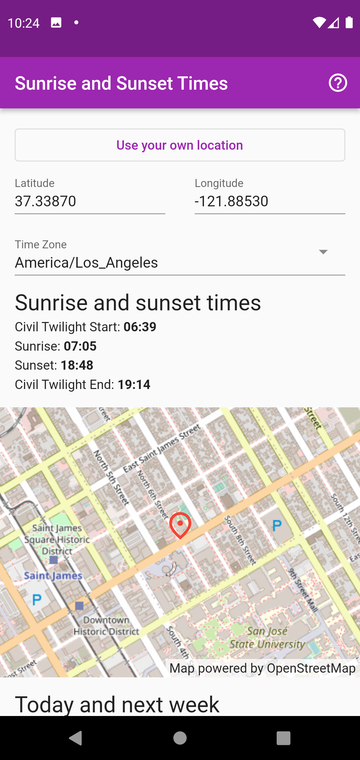 10:24
Sunrise and Sunset Times
Use your own location
Latitude
37.33870
Longitude
-121.88530
Time Zone
America/Los_Angeles
Sunrise and sunset times
Civil Twilight Start: 06:39
Sunrise: 07:05
Sunset: 18:48
Civil Twilight End: 19:14
Street
East Saint James Street
North 5th Street
North 6th Street
South 12th
Saint James
Square Historic
District
South 8th Street
P
Saint James
9th Street Mall
P
Downtown
Historic District
South 4th
San José
State University
Street
Map powered by OpenStreetMap
Today and next week